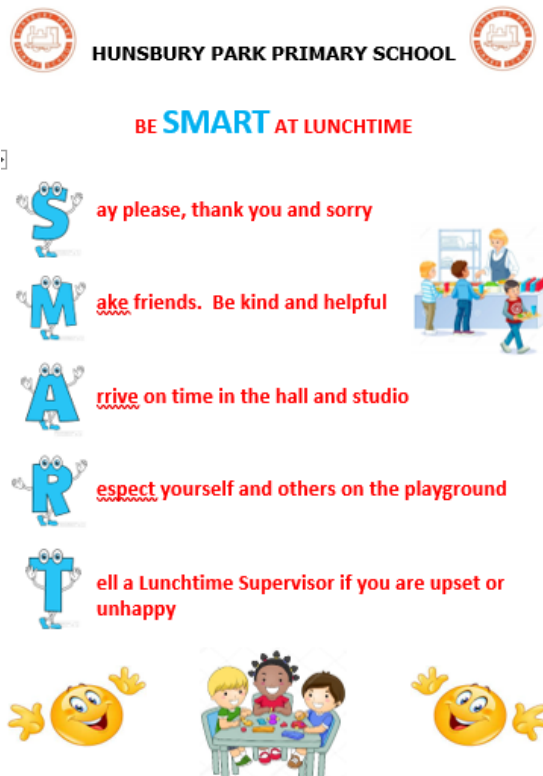 HUNSBURY PARK PRIMARY SCHOOL
BE SMART AT LUNCHTIME
Say please, thank you and sorry
Make friends.  Be kind and helpful
Arrive on time in the hall and studio
Respect yourself and others on the playground
Tell a Lunchtime Supervisor if you are upset or
unhappy